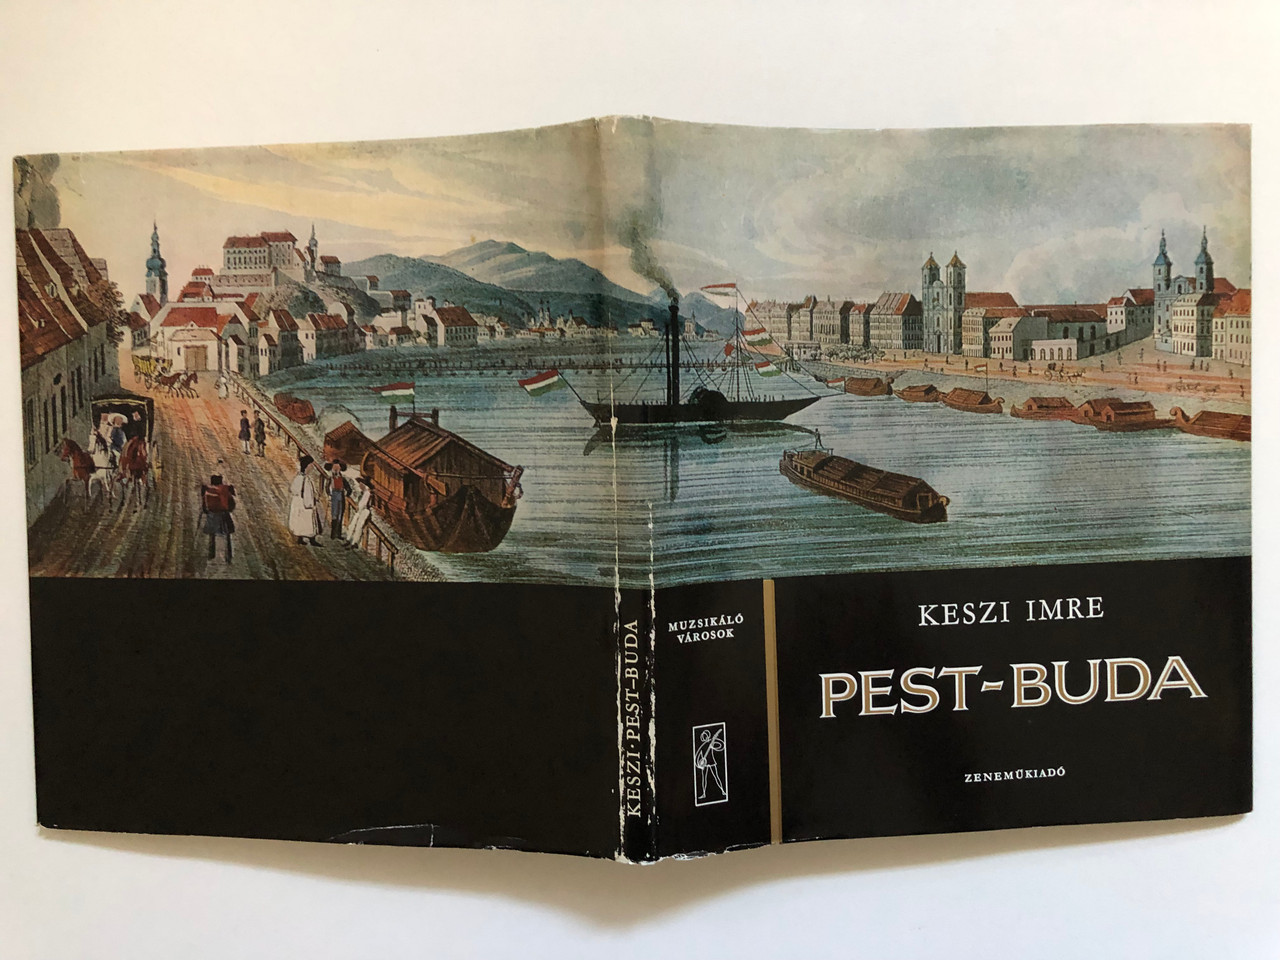 KESZI · PEST-BUDA
MUZSIKÁLÓ
VÁROSOK
KESZI IMRE
PEST-BUDA
ZENEMŰKIADÓ